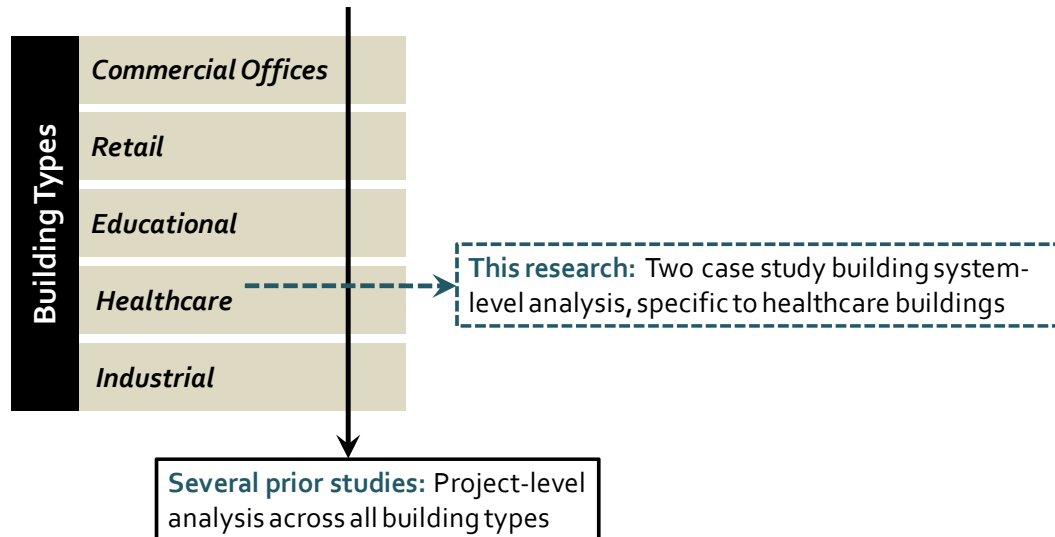 Building Types
Commercial Offices
Retail
Educational
Healthcare
Industrial
This research: Two case study building system-
level analysis, specific to healthcare buildings
Several prior studies: Project-level
analysis across all building types